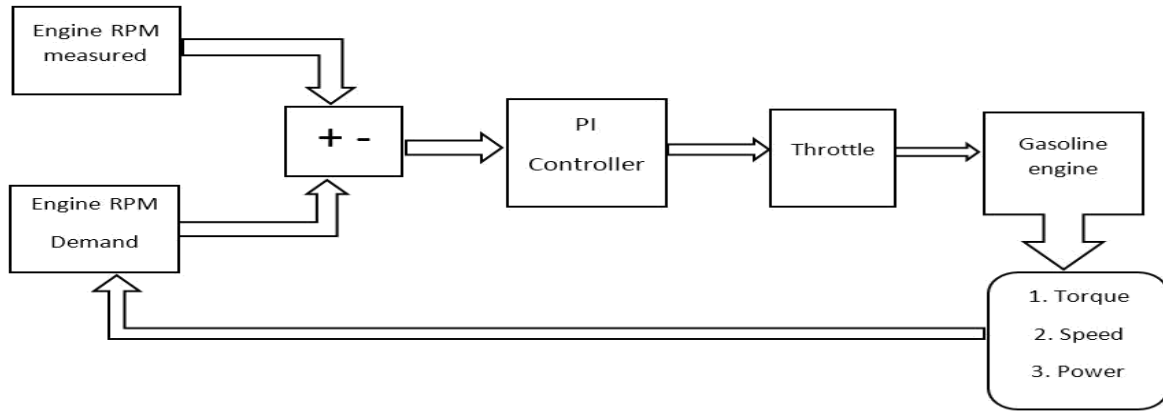 Engine RPM
measured
+ -
PI
Controller
Throttle
Gasoline
engine
Engine RPM
Demand
1. Torque
2. Speed
3. Power